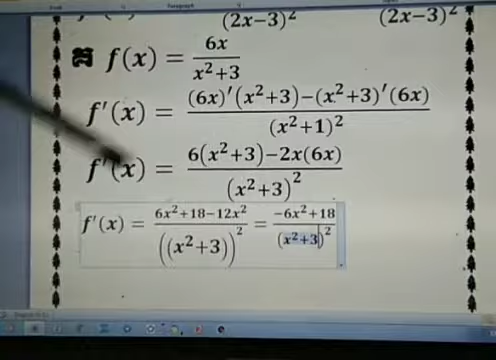 (2x−3)² (2x−3)²
f(x) = 6x / x²+3
f′(x) = (6x)′(x²+3)−(x²+3)′(6x) / (x²+1)²
f′(x) = 6(x²+3)−2x(6x) / (x²+3)²
f′(x) = 6x²+18−12x² / ((x²+3))² = −6x²+18 / (x²+3)²